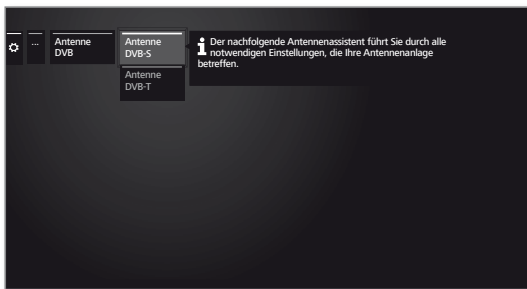 ...
Antenne
DVB
Antenne
DVB-S
Antenne
DVB-T
Der nachfolgende Antennenassistent führt Sie durch alle
notwendigen Einstellungen, die Ihre Antennenanlage
betreffen.